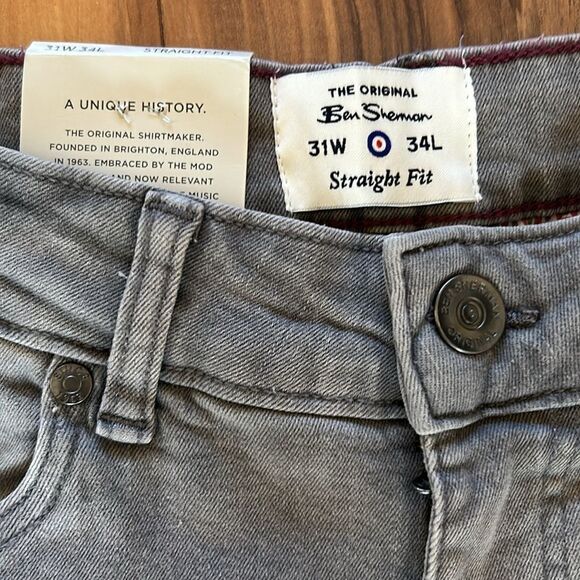 31W 34L STRAIGHT FIT
A UNIQUE HISTORY.
THE ORIGINAL SHIRTMAKER,
FOUNDED IN BRIGHTON, ENGLAND
IN 1963. EMBRACED BY THE MOD
AND NOW RELEVANT
MUSIC
THE ORIGINAL
Ben Sherman
31W 34L
Straight Fit
BEN SHERMAN
ORIGINAL